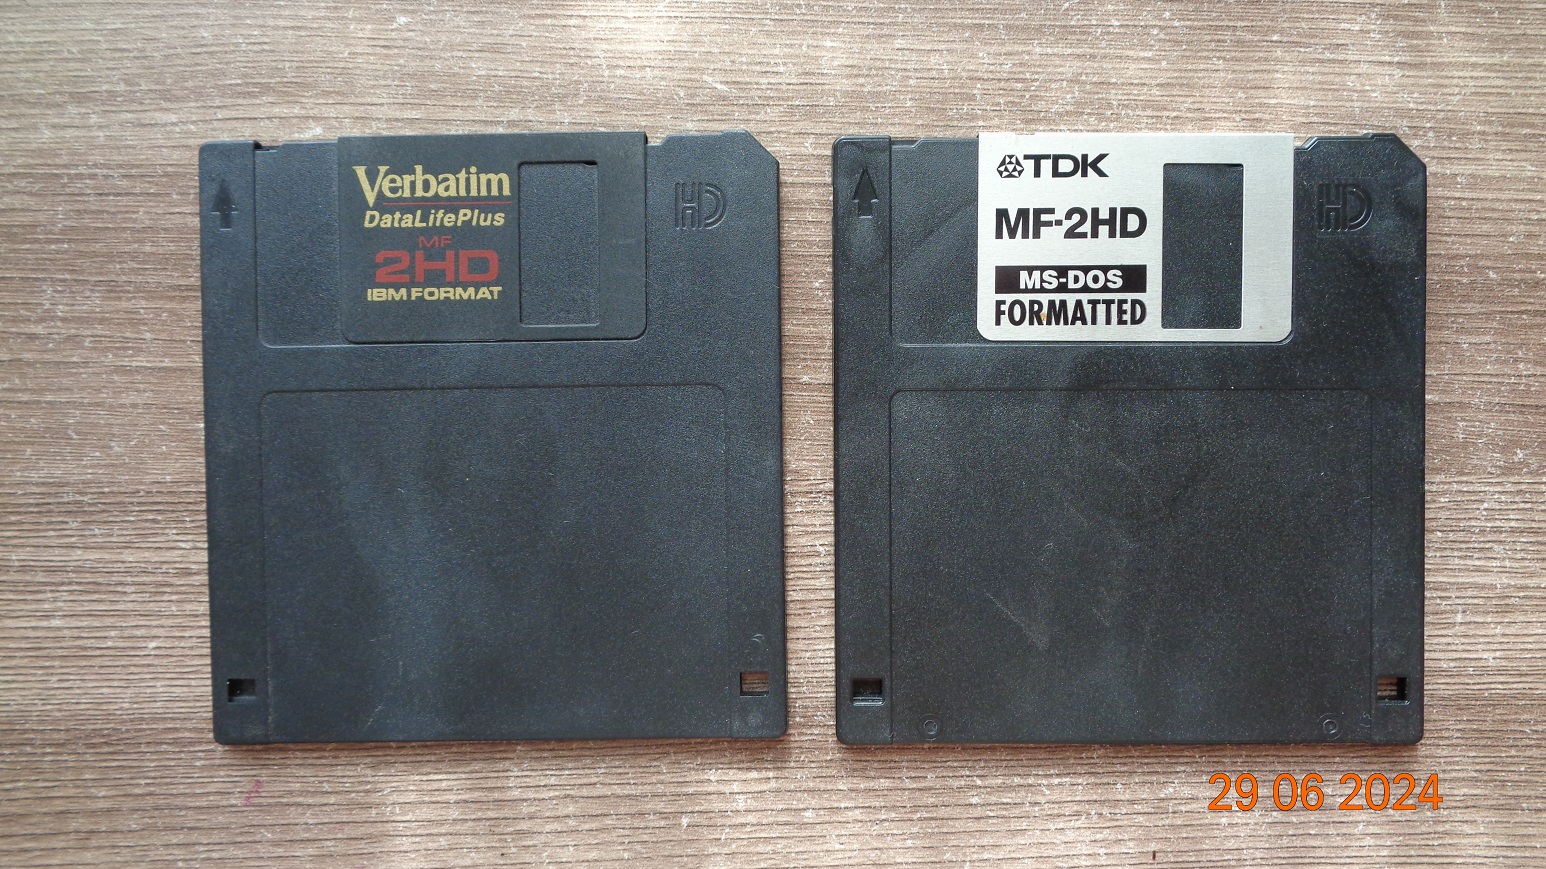 Verbatim
DataLifePlus
MF
2HD
IBM FORMAT
HD
TDK
MF-2HD
MS-DOS
FORMATTED
HD
29 06 2024